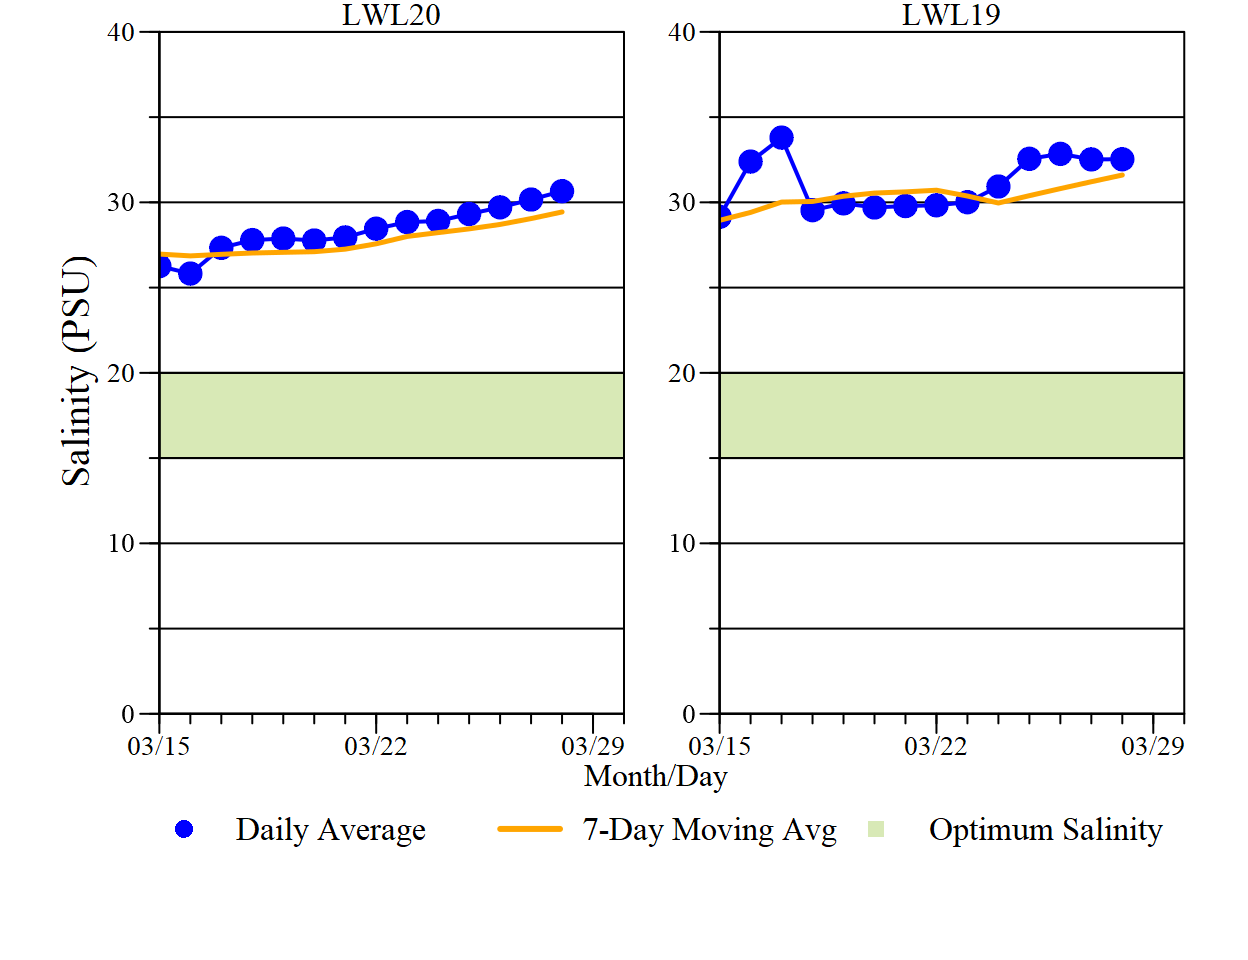 LWL20 LWL19
40 40
30 30
20 20
10 10
0 0
Salinity (PSU)
03/15 03/22 03/29 03/15 03/22 03/29
Month/Day
Daily Average 7-Day Moving Avg Optimum Salinity